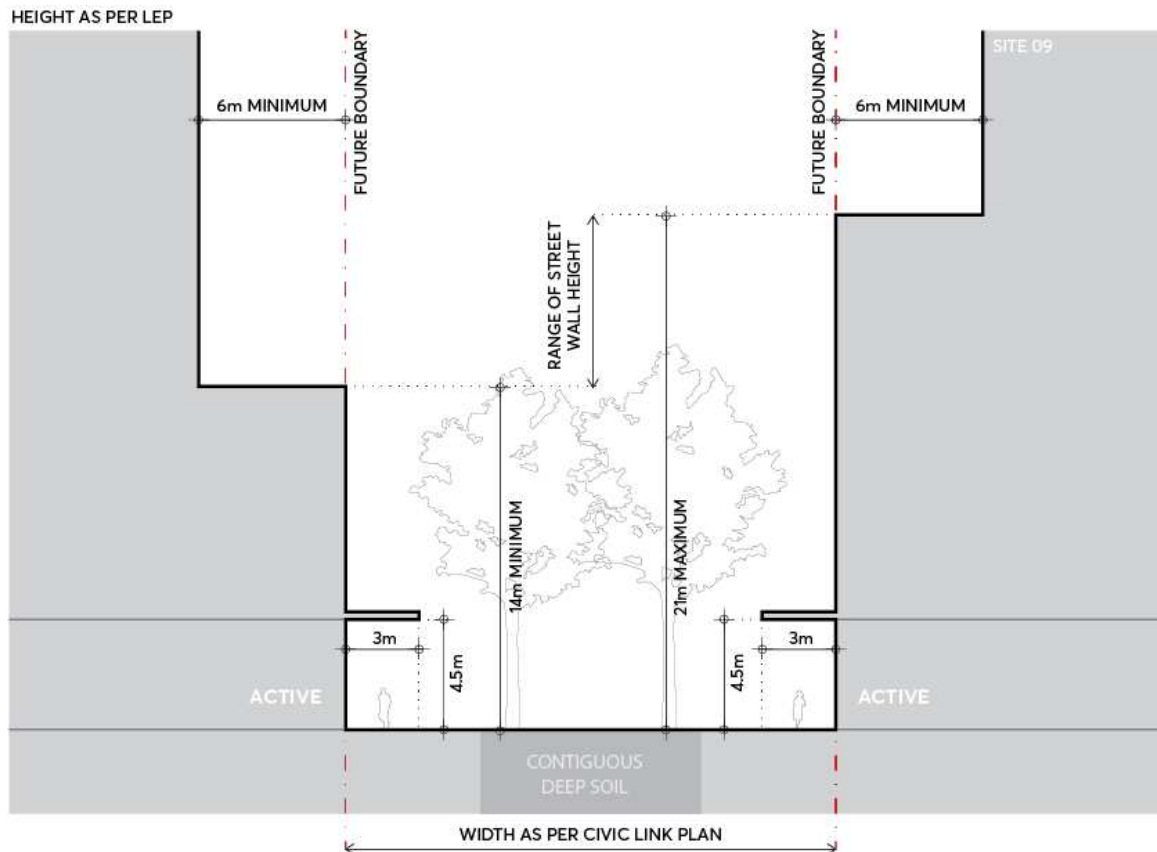 HEIGHT AS PER LEP
SITE 09
6m MINIMUM
FUTURE BOUNDARY
FUTURE BOUNDARY
6m MINIMUM
RANGE OF STREET
WALL HEIGHT
14m MINIMUM
21m MAXIMUM
3m
4.5m
4.5m
3m
ACTIVE
ACTIVE
CONTIGUOUS
DEEP SOIL
WIDTH AS PER CIVIC LINK PLAN